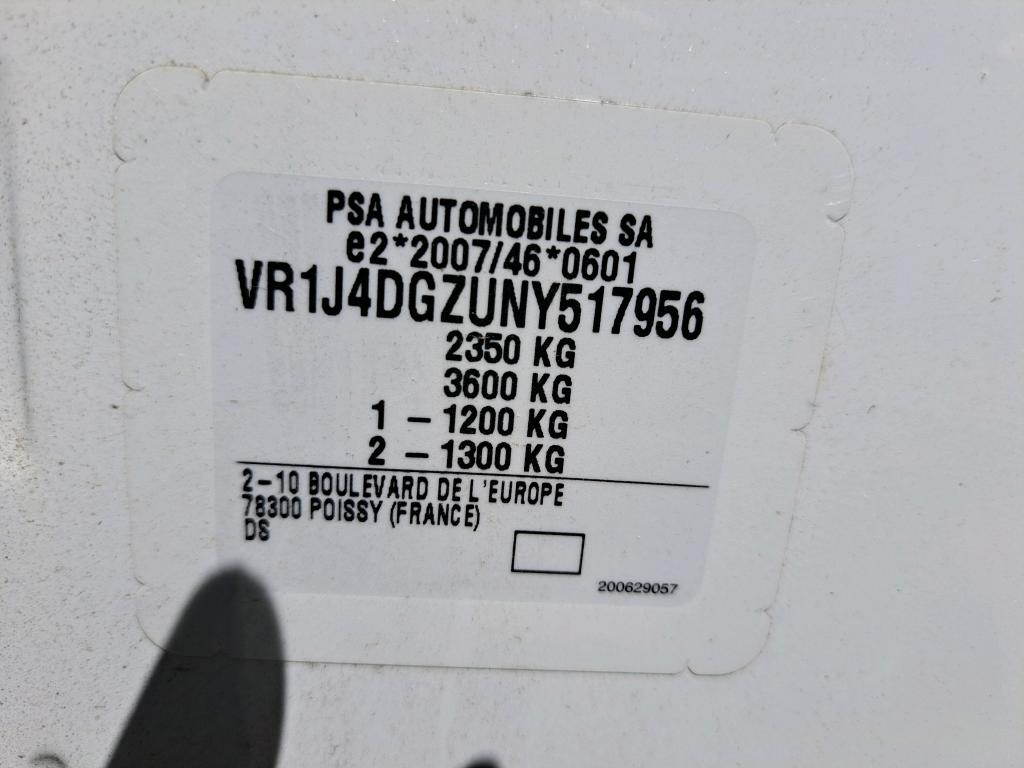 PSA AUTOMOBILES SA
e2*2007/46*0601
VR1J4DGZUNY517956
2350 KG
3600 KG
1 – 1200 KG
2 – 1300 KG
2–10 BOULEVARD DE L'EUROPE
78300 POISSY (FRANCE)
DS
200629057